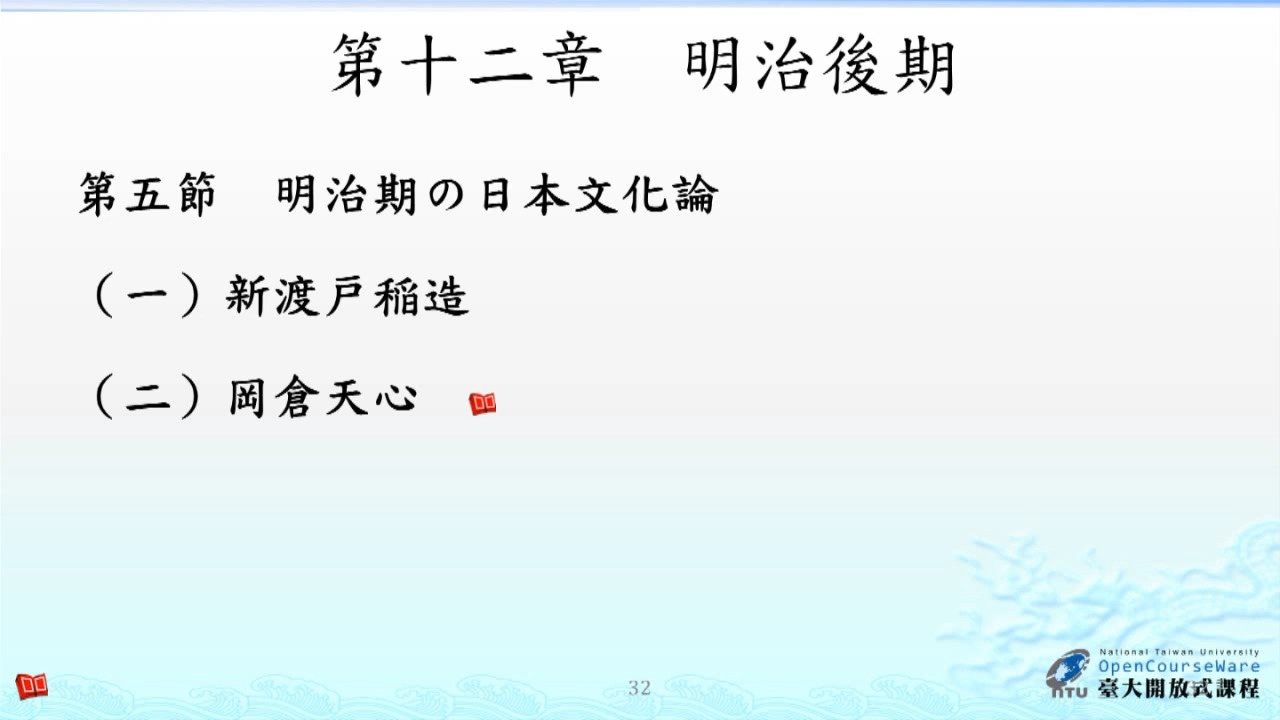 第十二章　明治後期
第五節　明治期の日本文化論
（一）新渡戸稲造
（二）岡倉天心
32
National Taiwan University
OpenCourseWare
NTU 臺大開放式課程